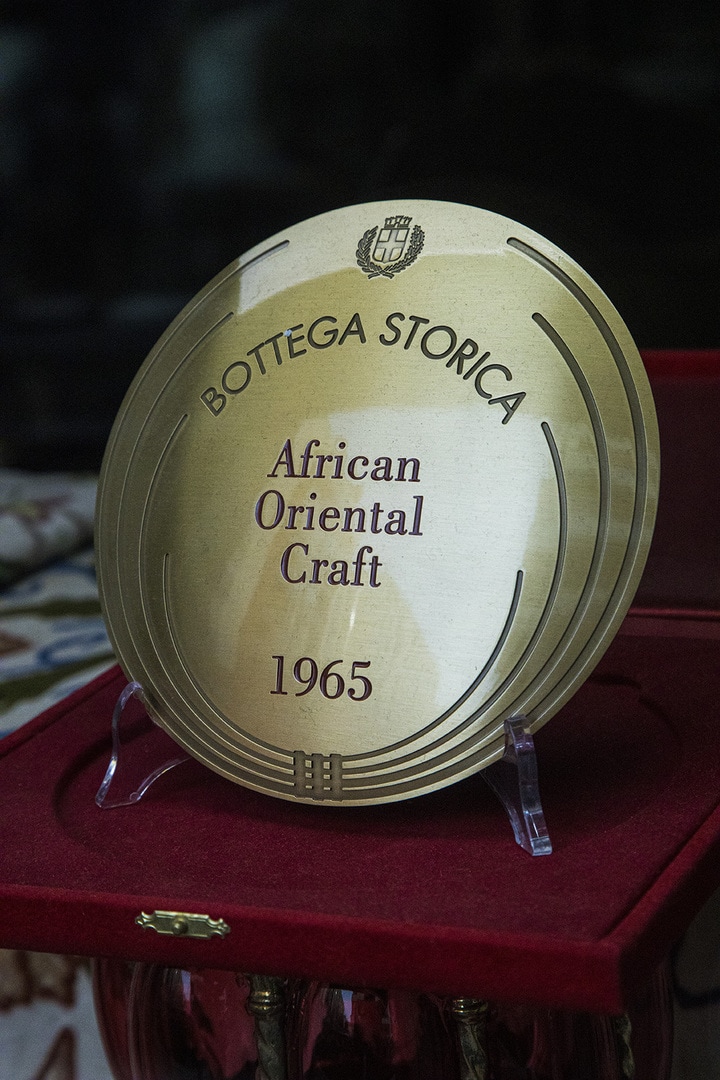 BOTTEGA STORICA
African
Oriental
Craft
1965